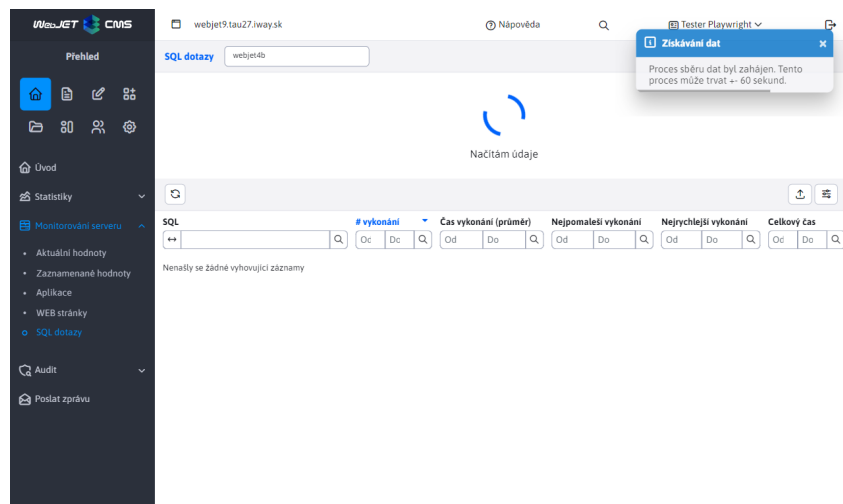 WebJET CMS
webjet9.tau27.iway.sk
Nápověda
Tester Playwright
Přehled
SQL dotazy
webjet4b
Získávání dat
Proces sběru dat byl zahájen. Tento
proces může trvat +- 60 sekund.
Načítám údaje
Úvod
Statistiky
Monitorování serveru
Aktuální hodnoty
Zaznamenané hodnoty
Aplikace
WEB stránky
SQL dotazy
Audit
Poslat zprávu
SQL
# vykonání
Čas vykonání (průměr)
Nejpomaleší vykonání
Nejrychlejší vykonání
Celkový čas
Od Do Od Do Od Do Od Do Od Do
Nenašly se žádné vyhovující záznamy